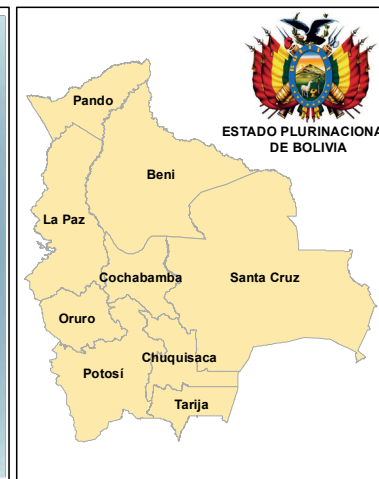 ESTADO PLURINACIONA
DE BOLIVIA
Pando
Beni
La Paz
Cochabamba
Santa Cruz
Oruro
Chuquisaca
Potosí
Tarija